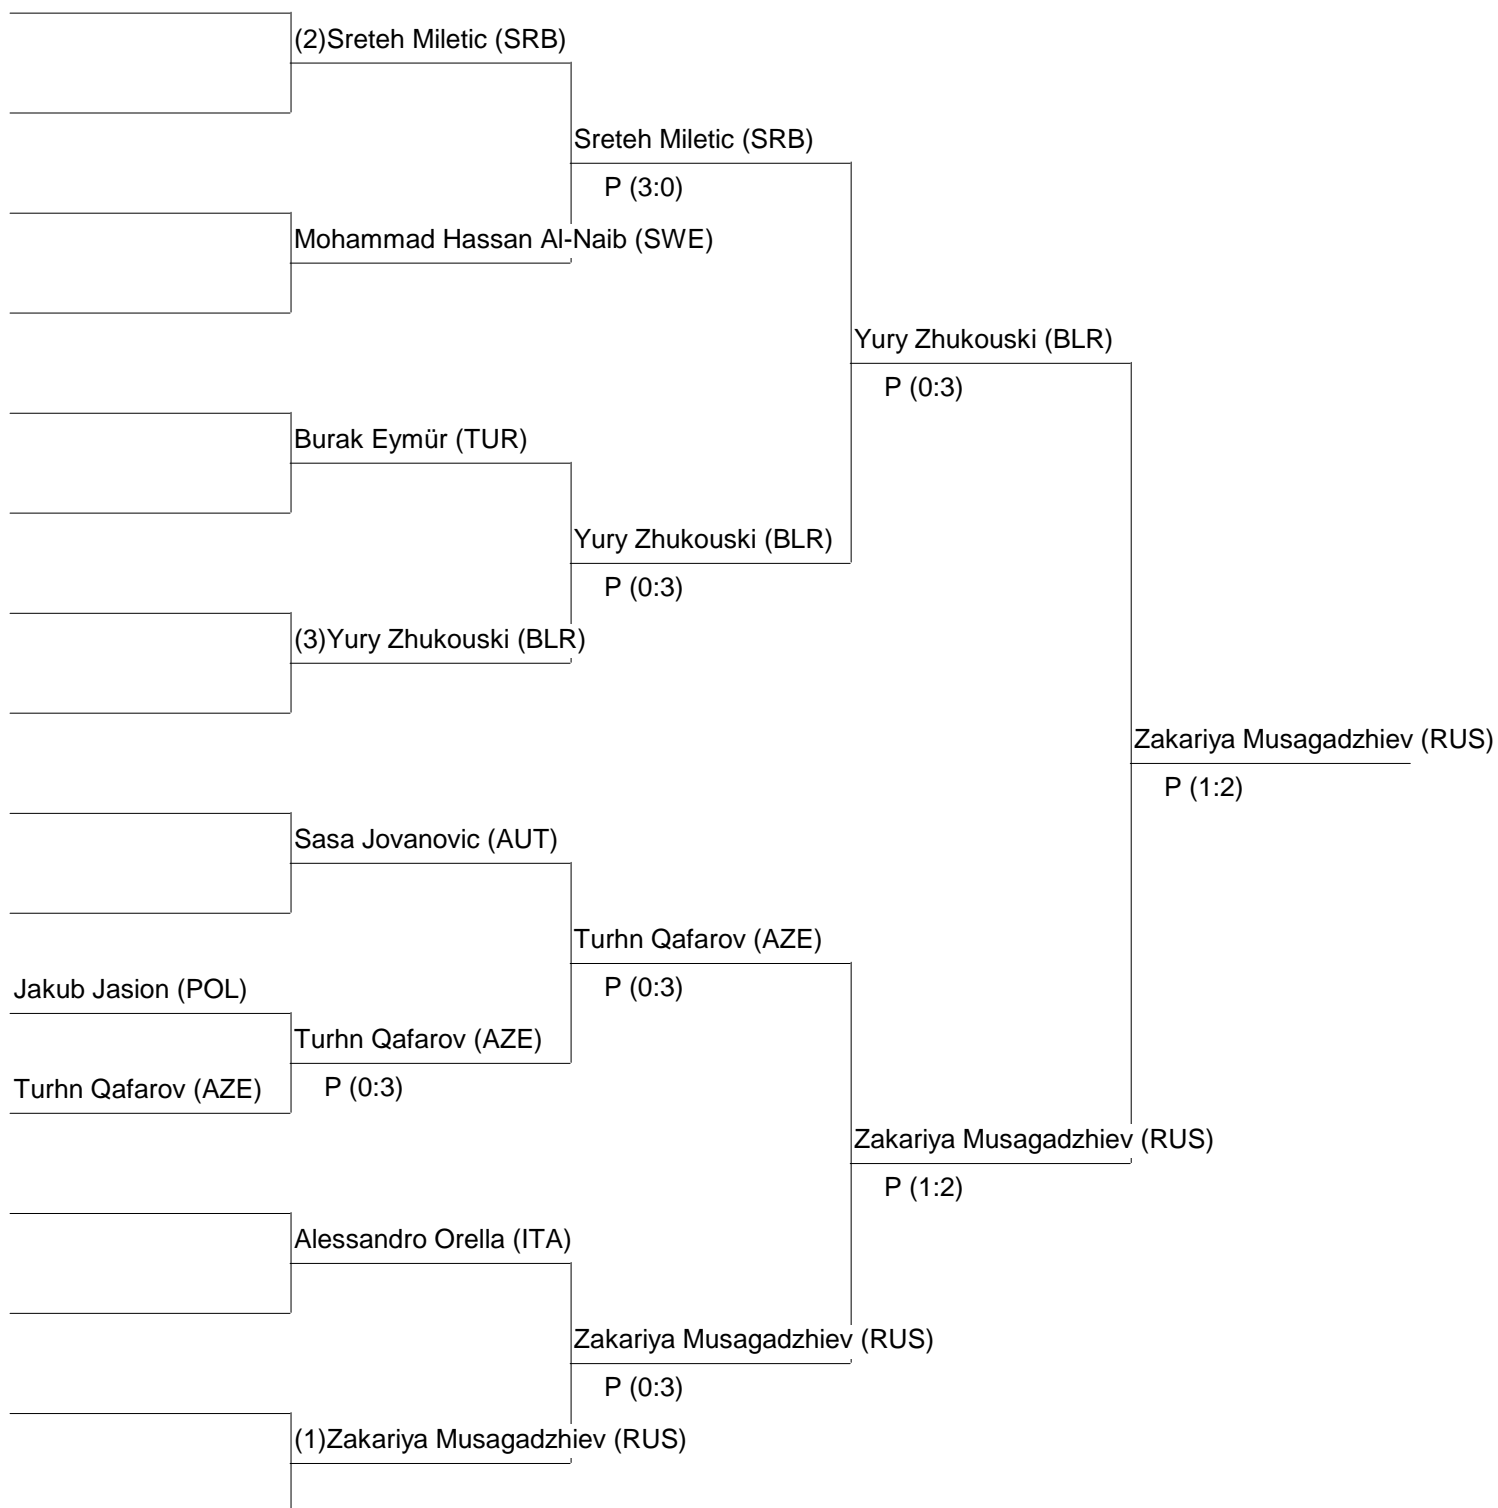 (2)Sreteh Miletic (SRB)
Sreteh Miletic (SRB)
P (3:0)
Mohammad Hassan Al-Naib (SWE)
Yury Zhukouski (BLR)
P (0:3)
Burak Eymür (TUR)
Yury Zhukouski (BLR)
P (0:3)
(3)Yury Zhukouski (BLR)
Zakariya Musagadzhiev (RUS)
P (1:2)
Sasa Jovanovic (AUT)
Turhn Qafarov (AZE)
P (0:3)
Jakub Jasion (POL)
Turhn Qafarov (AZE)
P (0:3)
Turhn Qafarov (AZE)
Zakariya Musagadzhiev (RUS)
P (1:2)
Alessandro Orella (ITA)
Zakariya Musagadzhiev (RUS)
P (0:3)
(1)Zakariya Musagadzhiev (RUS)